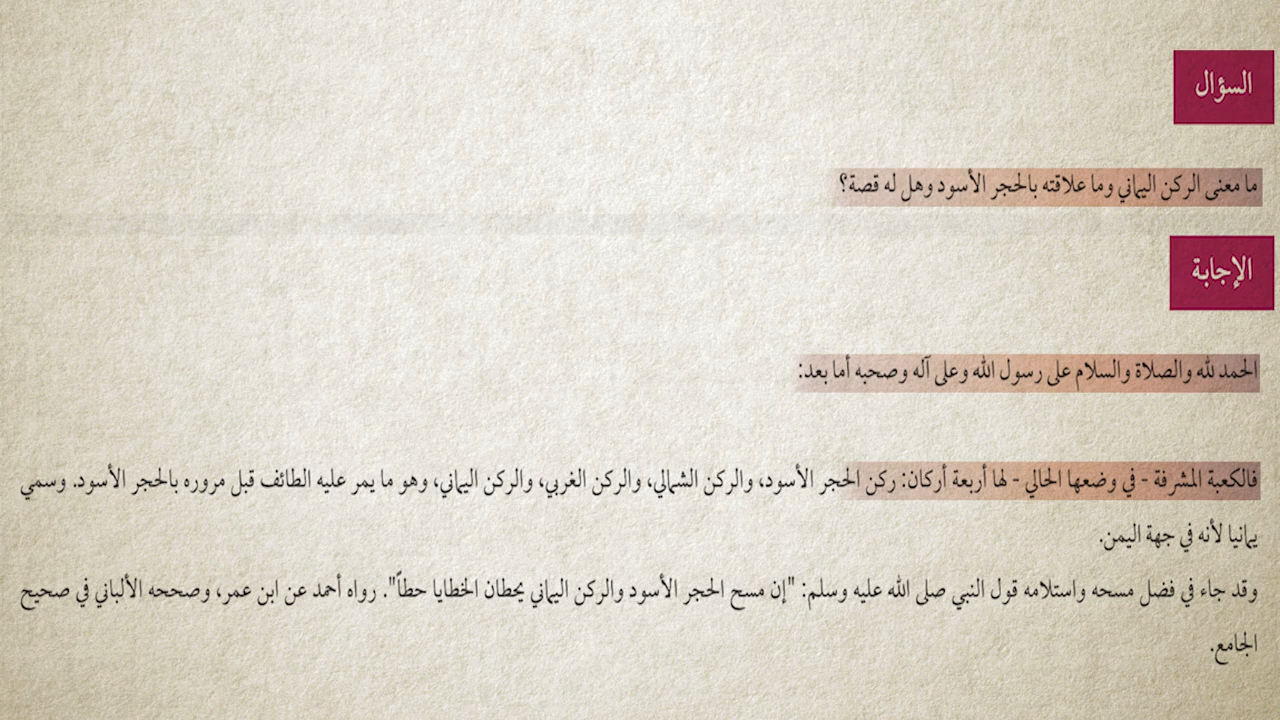 السؤال
ما معنى الركن اليماني وما علاقته بالحجر الأسود وهل له قصة؟
الإجابة
الحمد لله والصلاة والسلام على رسول الله وعلى آله وصحبه أما بعد:
فالكعبة المشرفة - في وضعها الحالي - لها أربعة أركان: ركن الحجر الأسود، والركن الشمالي، والركن الغربي، والركن اليماني، وهو ما يمر عليه الطائف قبل مروره بالحجر الأسود. وسمي
يمانيا لأنه في جهة اليمن.
وقد جاء في فضل مسحه واستلامه قول النبي صلى الله عليه وسلم: "إن مسح الحجر الأسود والركن اليماني يحطان الخطايا حطاً". رواه أحمد عن ابن عمر، وصححه الألباني في صحيح
الجامع.